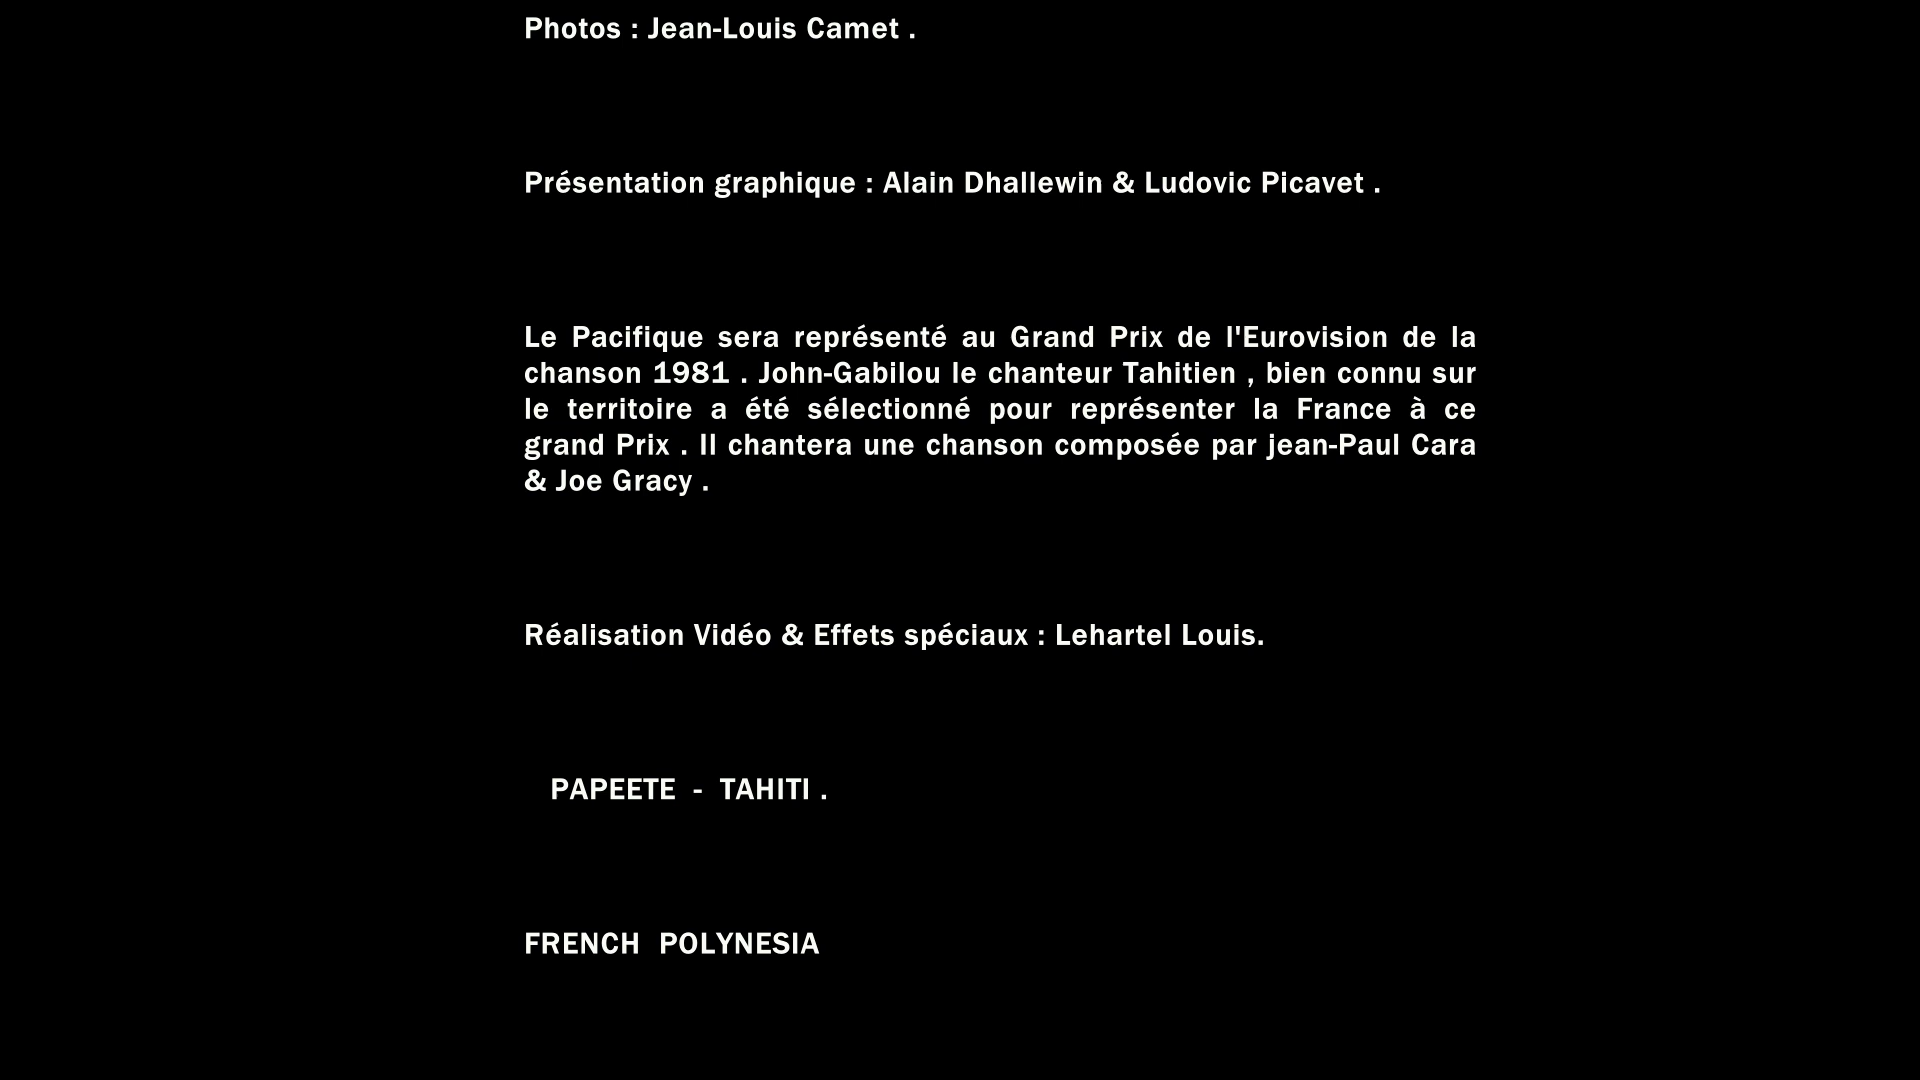 Photos : Jean-Louis Camet .
Présentation graphique : Alain Dhallewin & Ludovic Picavet .
Le Pacifique sera représenté au Grand Prix de l'Eurovision de la
chanson 1981 . John-Gabilou le chanteur Tahitien , bien connu sur
le territoire a été sélectionné pour représenter la France à ce
grand Prix . Il chantera une chanson composée par jean-Paul Cara
& Joe Gracy .
Réalisation Vidéo & Effets spéciaux : Lehartel Louis.
PAPEETE - TAHITI .
FRENCH POLYNESIA